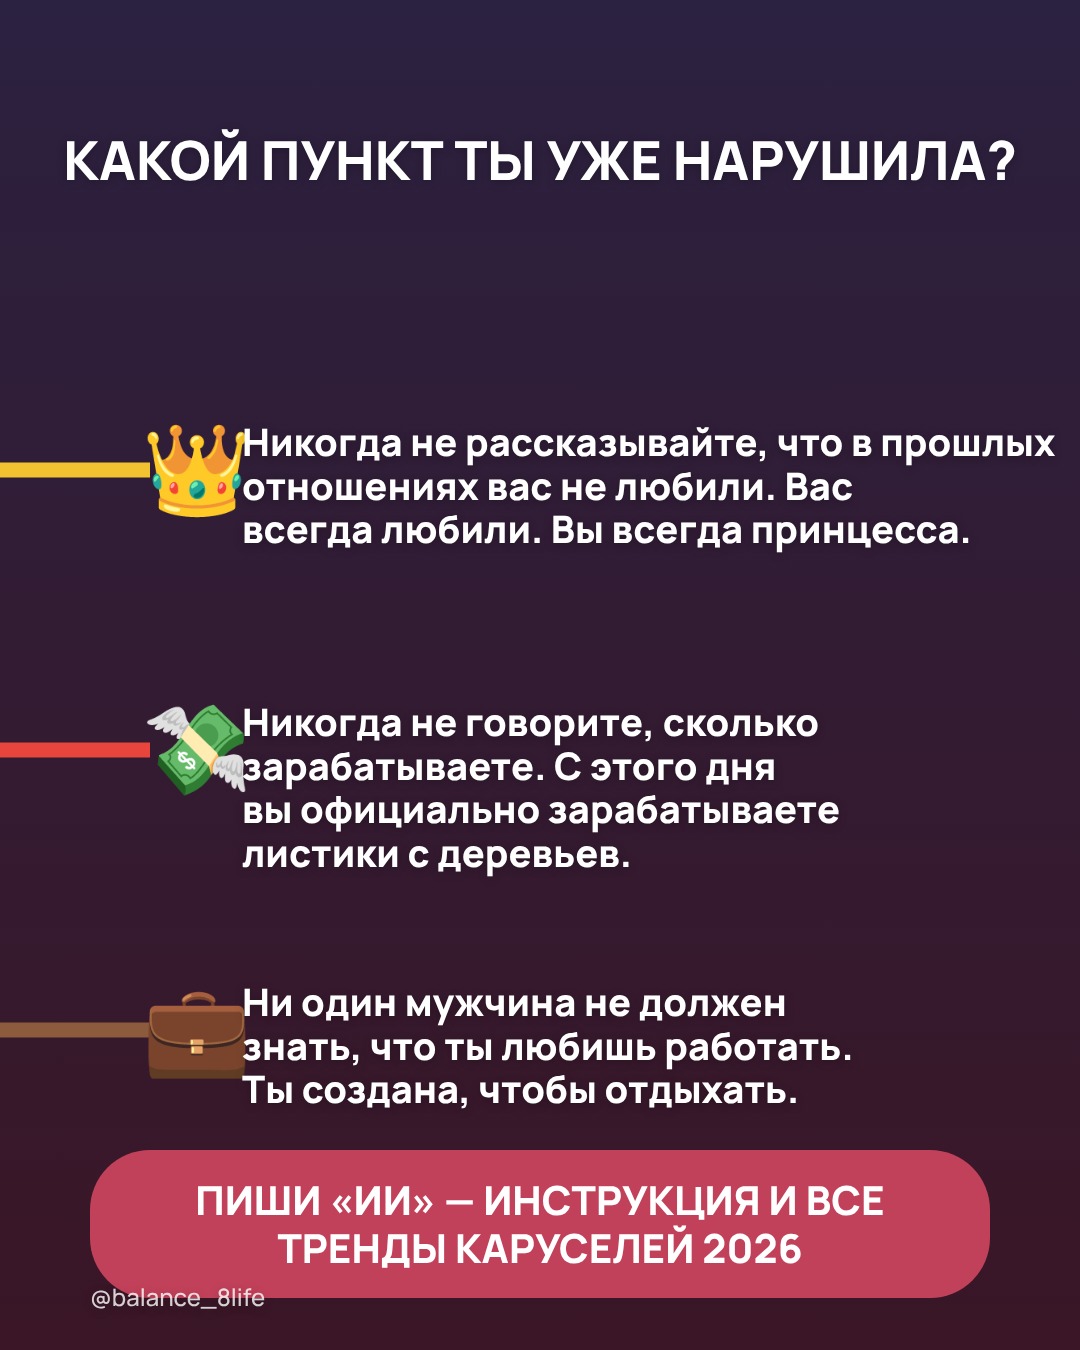 КАКОЙ ПУНКТ ТЫ УЖЕ НАРУШИЛА?
Никогда не рассказывайте, что в прошлых
отношениях вас не любили. Вас
всегда любили. Вы всегда принцесса.
Никогда не говорите, сколько
зарабатываете. С этого дня
вы официально зарабатываете
листики с деревьев.
Ни один мужчина не должен
знать, что ты любишь работать.
Ты создана, чтобы отдыхать.
ПИШИ «ИИ» — ИНСТРУКЦИЯ И ВСЕ
ТРЕНДЫ КАРУСЕЛЕЙ 2026
@balance_8life